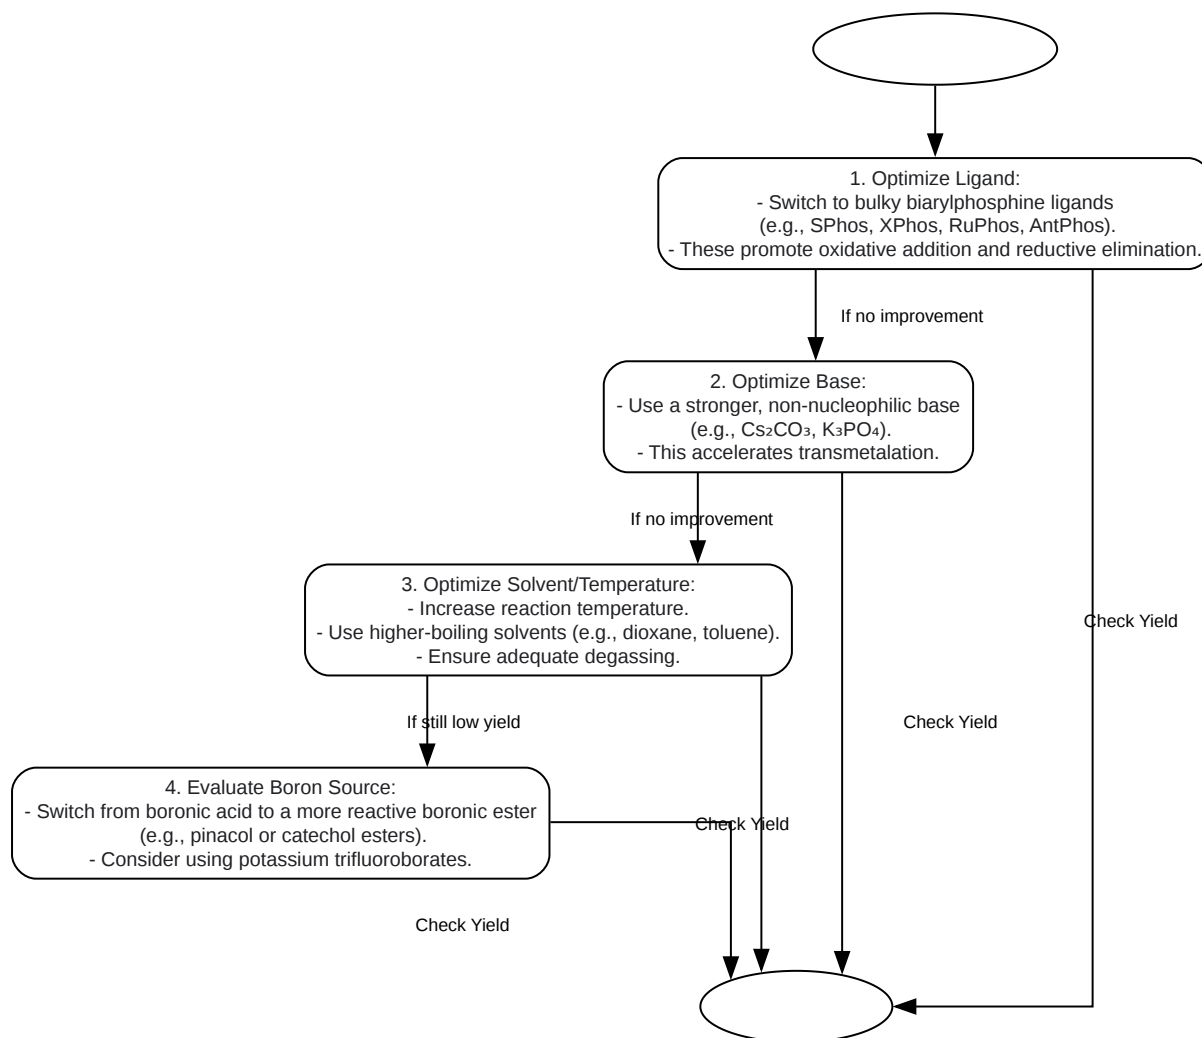 1. Optimize Ligand:
- Switch to bulky biarylphosphine ligands
(e.g., SPhos, XPhos, RuPhos, AntPhos).
- These promote oxidative addition and reductive elimination.
If no improvement
2. Optimize Base:
- Use a stronger, non-nucleophilic base
(e.g., Cs₂CO₃, K₃PO₄).
- This accelerates transmetalation.
If no improvement
3. Optimize Solvent/Temperature:
- Increase reaction temperature.
- Use higher-boiling solvents (e.g., dioxane, toluene).
- Ensure adequate degassing.
Check Yield
If still low yield
Check Yield
4. Evaluate Boron Source:
- Switch from boronic acid to a more reactive boronic ester
(e.g., pinacol or catechol esters).
- Consider using potassium trifluoroborates.
Check Yield
Check Yield